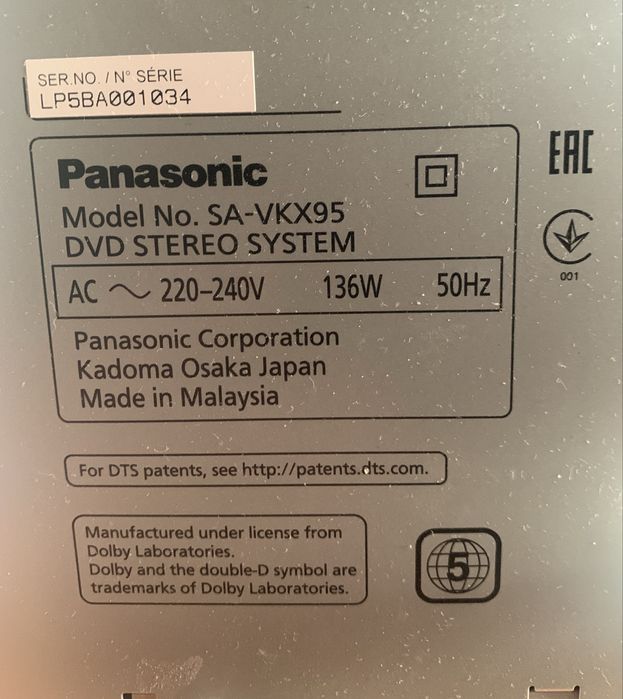 SER.NO. / N° SÉRIE
LP5BA001034
Panasonic
Model No. SA-VKX95
DVD STEREO SYSTEM
AC ～ 220–240V 136W 50Hz
Panasonic Corporation
Kadoma Osaka Japan
Made in Malaysia
EAC
001
For DTS patents, see http://patents.dts.com.
Manufactured under license from
Dolby Laboratories.
Dolby and the double-D symbol are
trademarks of Dolby Laboratories.
5